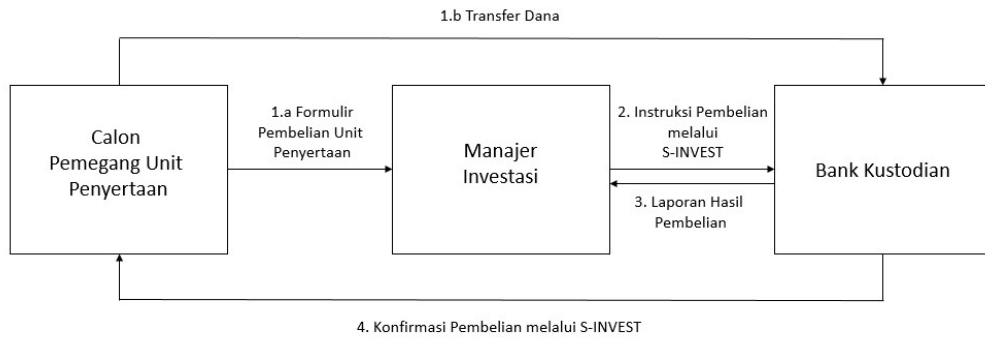 1.b Transfer Dana
Calon
Pemegang Unit
Penyertaan
1.a Formulir
Pembelian Unit
Penyertaan
Manajer
Investasi
2. Instruksi Pembelian
melalui
S-INVEST
3. Laporan Hasil
Pembelian
Bank Kustodian
4. Konfirmasi Pembelian melalui S-INVEST